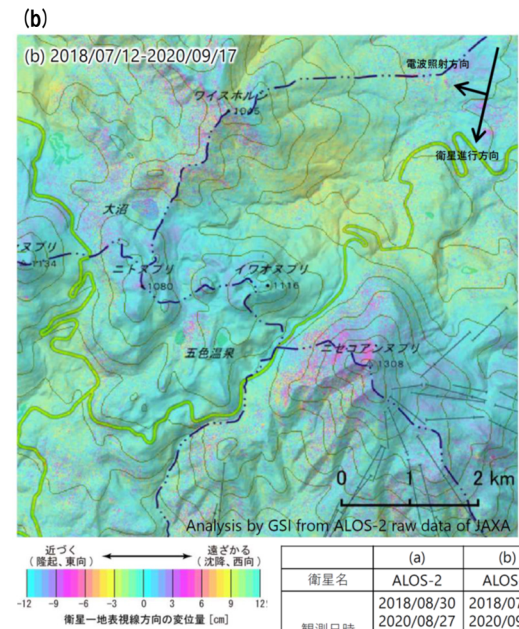 (b)
(b) 2018/07/12-2020/09/17
電波照射方向
ワイスホルン
1045
衛星進行方向
大沼
ヌプリ
1134
ニトヌプリ
1080
イワオヌプリ
1116
五色温泉
ニセコアンヌプリ
1308
0 1 2 km
Analysis by GSI from ALOS-2 raw data of JAXA
近づく
(隆起、東向)
遠ざかる
(沈降、西向)
-12 -9 -6 -3 0 3 6 9 12
衛星-地表視線方向の変位量 [cm]
(a) (b)
衛星名 ALOS-2 ALOS
観測日時
2018/08/30 2018/07
2020/08/27 2020/09